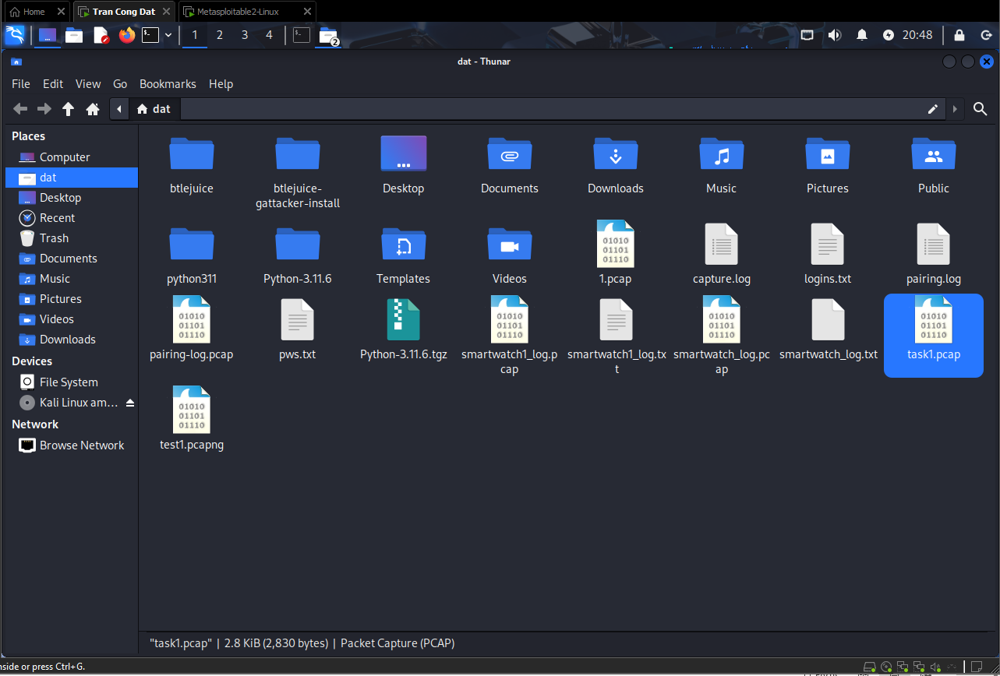 Home
Tran Cong Dat
Metasploitable2-Linux
1 2 3 4
2
20:48
dat - Thunar
File Edit View Go Bookmarks Help
dat
Places
Computer
dat
Desktop
Recent
Trash
Documents
Music
Pictures
Videos
Downloads
Devices
File System
Kali Linux am...
Network
Browse Network
btlejuice
btlejuice-
gattacker-install
Desktop
Documents
Downloads
Music
Pictures
Public
python311
Python-3.11.6
Templates
Videos
01010
01101
01110
1.pcap
capture.log
logins.txt
pairing.log
01010
01101
01110
pairing-log.pcap
pws.txt
Python-3.11.6.tgz
01010
01101
01110
smartwatch1_log.p
cap
smartwatch1_log.tx
t
01010
01101
01110
smartwatch_log.pc
ap
smartwatch_log.txt
01010
01101
01110
task1.pcap
01010
01101
01110
test1.pcapng
"task1.pcap" | 2.8 KiB (2,830 bytes) | Packet Capture (PCAP)
nside or press Ctrl+G.